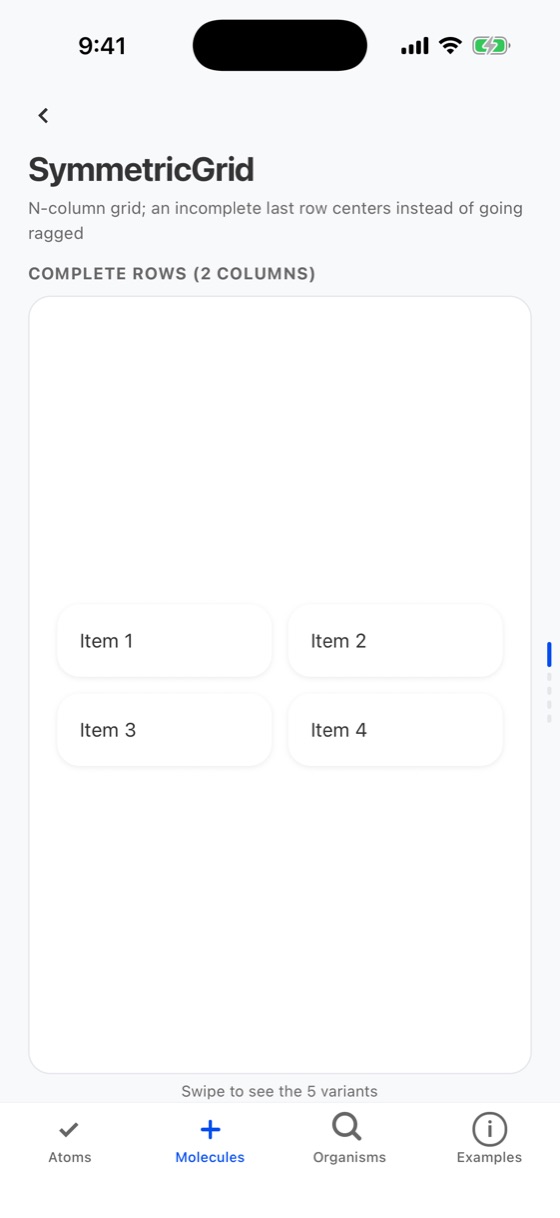 9:41
SymmetricGrid
N-column grid; an incomplete last row centers instead of going
ragged
COMPLETE ROWS (2 COLUMNS)
Item 1
Item 2
Item 3
Item 4
Swipe to see the 5 variants
Atoms
Molecules
Organisms
Examples